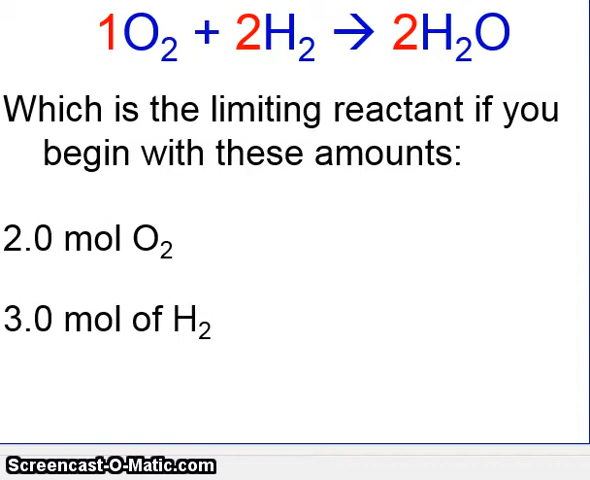 1O₂ + 2H₂ → 2H₂O
Which is the limiting reactant if you
begin with these amounts:
2.0 mol O₂
3.0 mol of H₂
Screencast-O-Matic.com